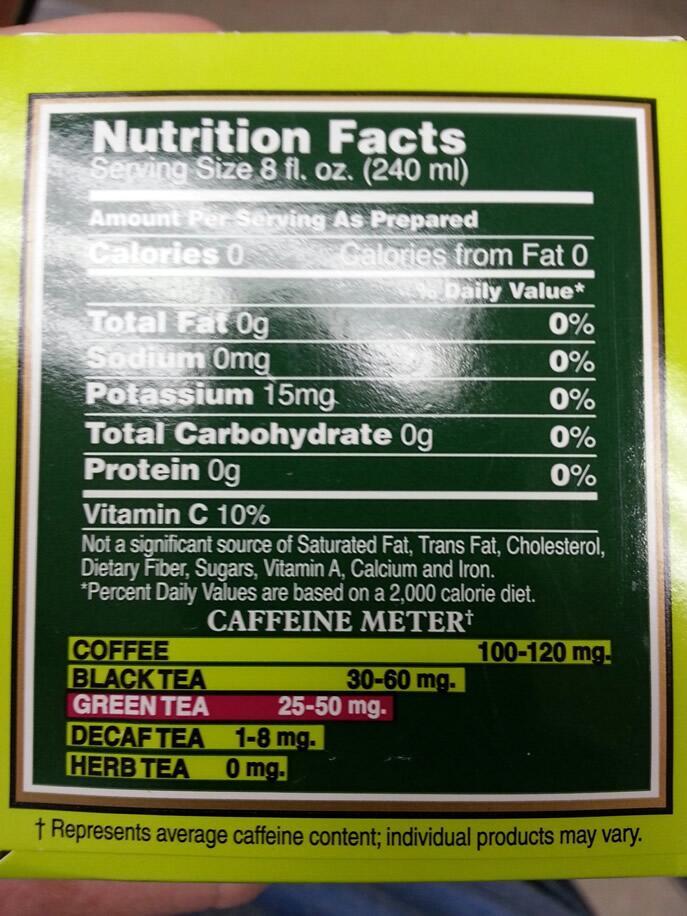 Nutrition Facts
Serving Size 8 fl. oz. (240 ml)
Amount Per Serving As Prepared
Calories 0 Calories from Fat 0
% Daily Value*
Total Fat 0g 0%
Sodium 0mg 0%
Potassium 15mg 0%
Total Carbohydrate 0g 0%
Protein 0g 0%
Vitamin C 10%
Not a significant source of Saturated Fat, Trans Fat, Cholesterol,
Dietary Fiber, Sugars, Vitamin A, Calcium and Iron.
*Percent Daily Values are based on a 2,000 calorie diet.
CAFFEINE METER†
COFFEE 100-120 mg.
BLACK TEA 30-60 mg.
GREEN TEA 25-50 mg.
DECAF TEA 1-8 mg.
HERB TEA 0 mg.
† Represents average caffeine content; individual products may vary.